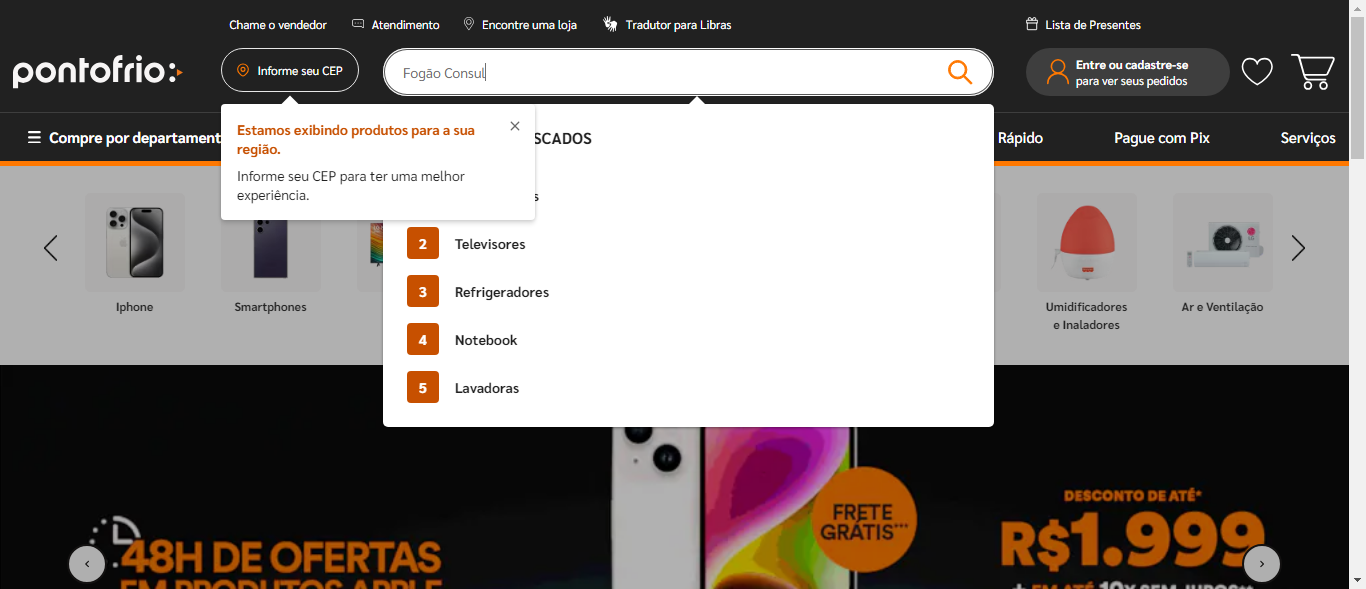 Chame o vendedor
Atendimento
Encontre uma loja
Tradutor para Libras
Lista de Presentes
pontofrio:
Informe seu CEP
Fogão Consul
Entre ou cadastre-se
para ver seus pedidos
Compre por departament
Rápido
Pague com Pix
Serviços
Estamos exibindo produtos para a sua
região.
Informe seu CEP para ter uma melhor
experiência.
SCADOS
2 Televisores
3 Refrigeradores
4 Notebook
5 Lavadoras
Iphone
Smartphones
Umidificadores
e Inaladores
Ar e Ventilação
48H DE OFERTAS
EM PRODUTOS APPLE
FRETE
GRÁTIS***
DESCONTO DE ATÉ*
R$1.999
+ EM ATÉ 10X SEM JUROS**